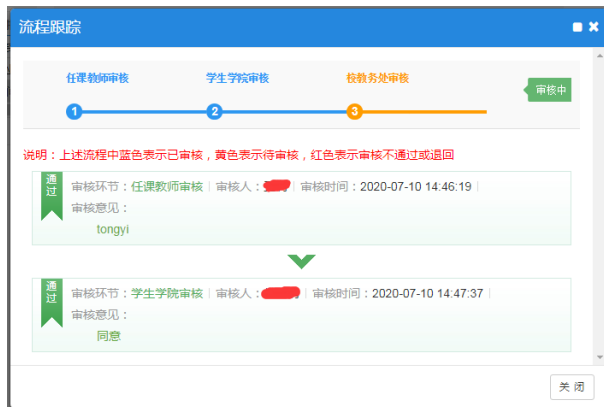 流程跟踪
任课教师审核
学生学院审核
校教务处审核
1
2
3
审核中
说明：上述流程中蓝色表示已审核，黄色表示待审核，红色表示审核不通过或退回
通过
审核环节：任课教师审核 审核人： 审核时间：2020-07-10 14:46:19
审核意见：
tongyi
通过
审核环节：学生学院审核 审核人： 审核时间：2020-07-10 14:47:37
审核意见：
同意
关 闭